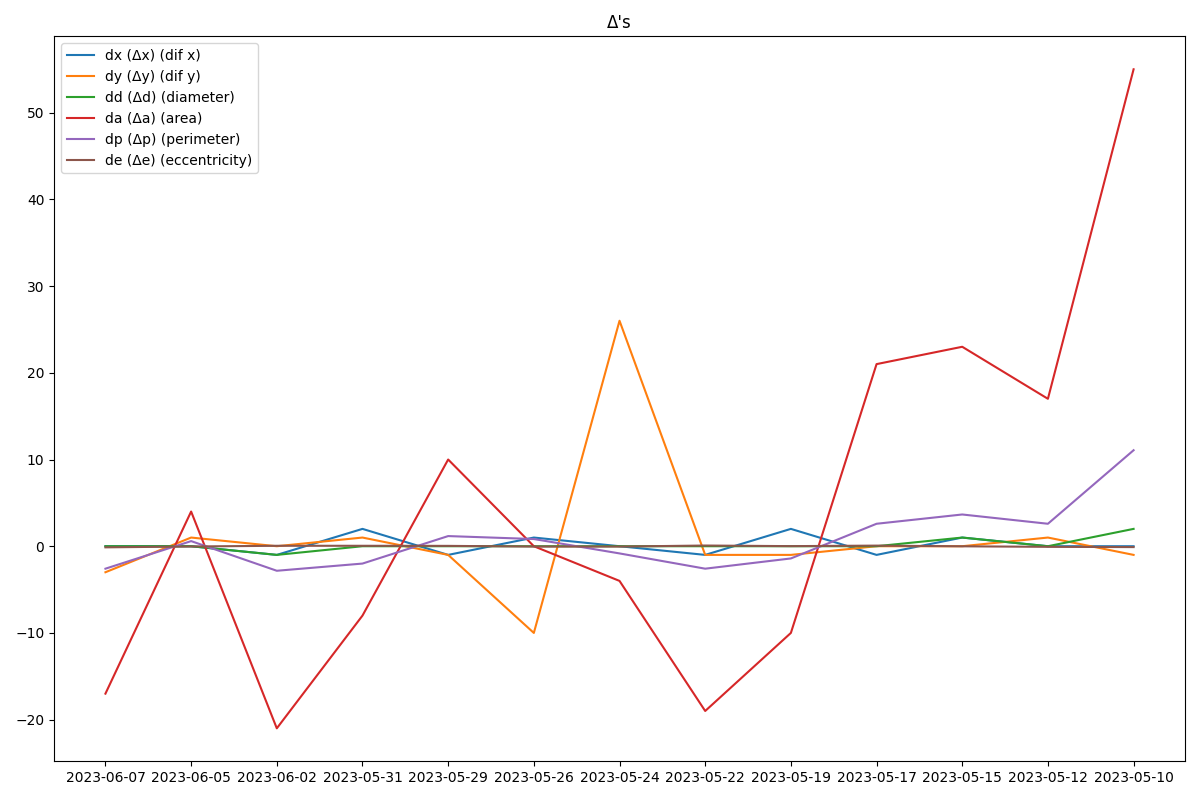 Δ's
dx (Δx) (dif x)
dy (Δy) (dif y)
dd (Δd) (diameter)
da (Δa) (area)
dp (Δp) (perimeter)
de (Δe) (eccentricity)
50
40
30
20
10
0
−10
−20
2023-06-07 2023-06-05 2023-06-02 2023-05-31 2023-05-29 2023-05-26 2023-05-24 2023-05-22 2023-05-19 2023-05-17 2023-05-15 2023-05-12 2023-05-10